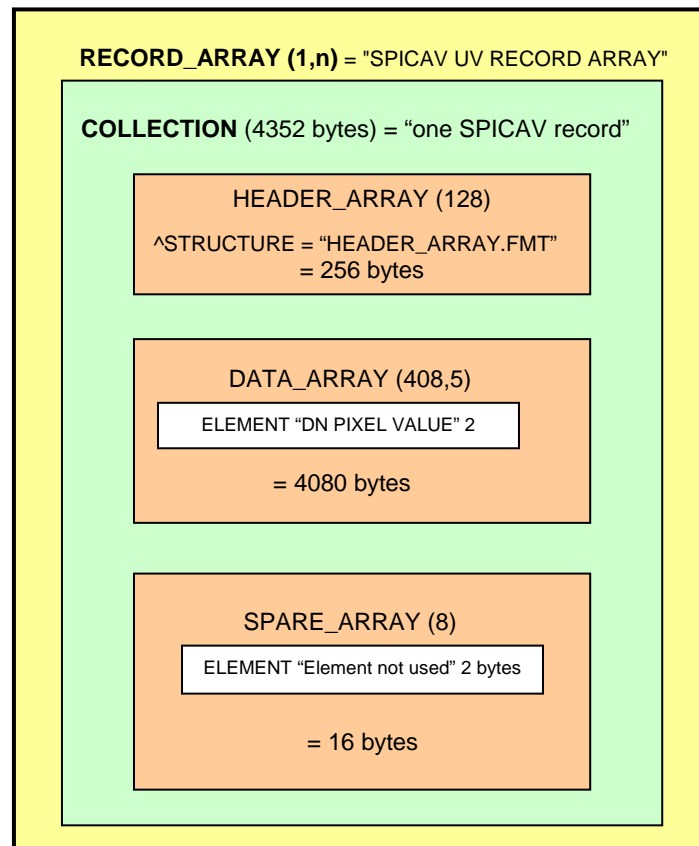 RECORD_ARRAY (1,n) = "SPICAV UV RECORD ARRAY"
COLLECTION (4352 bytes) = “one SPICAV record”
HEADER_ARRAY (128)
^STRUCTURE = “HEADER_ARRAY.FMT”
= 256 bytes
DATA_ARRAY (408,5)
ELEMENT “DN PIXEL VALUE” 2
= 4080 bytes
SPARE_ARRAY (8)
ELEMENT “Element not used” 2 bytes
= 16 bytes